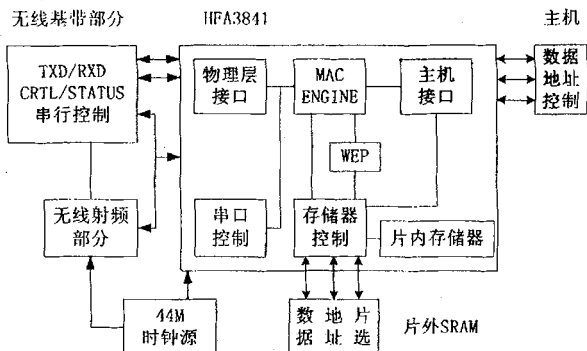 无线基带部分
HFA3841
主机
TXD/RXD
CRTL/STATUS
串行控制
物理层
接口
MAC
ENGINE
主机
接口
数据
地址
控制
WEP
无线射频
部分
串口
控制
存储器
控制
片内存储器
44M
时钟源
数 地 片
据 址 选
片外SRAM